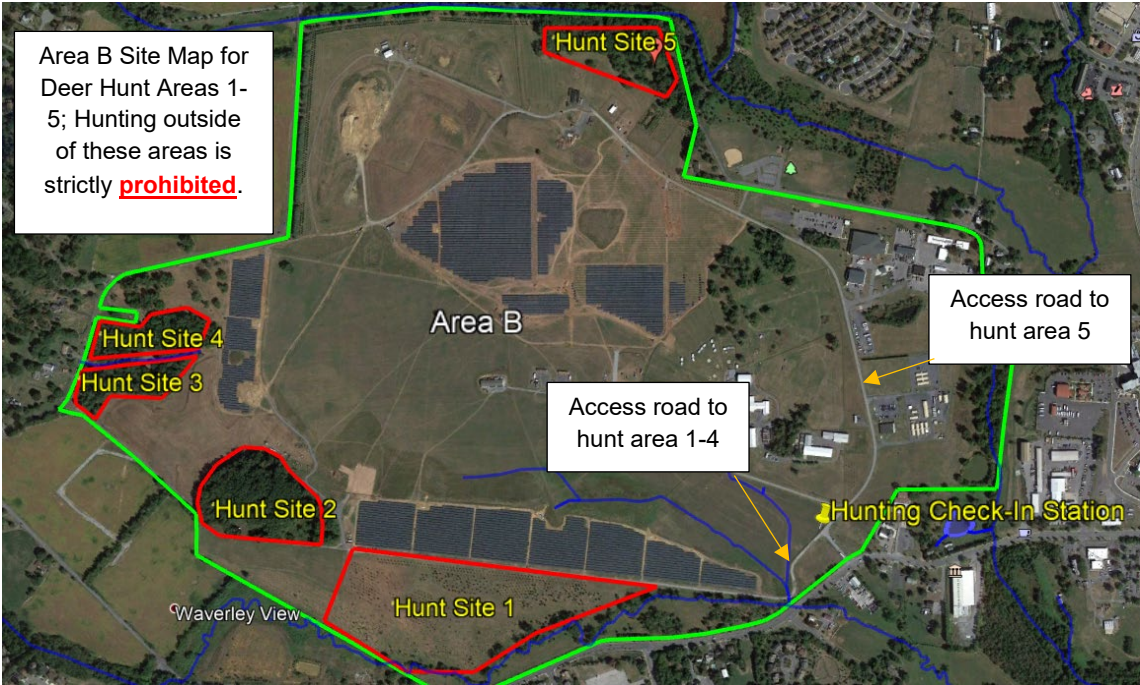 Area B Site Map for
Deer Hunt Areas 1-
5; Hunting outside
of these areas is
strictly prohibited.
Hunt Site 5
Area B
Access road to
hunt area 5
Hunt Site 4
Hunt Site 3
Access road to
hunt area 1-4
Hunt Site 2
Hunting Check-In Station
Hunt Site 1
Waverley View